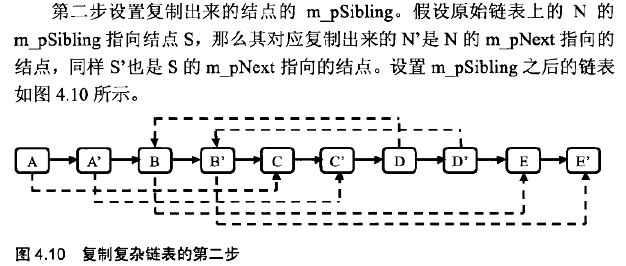 第二步设置复制出来的结点的 m_pSibling。假设原始链表上的 N 的
m_pSibling 指向结点 S，那么其对应复制出来的 N’是 N 的 m_pNext 指向的
结点，同样 S’也是 S 的 m_pNext 指向的结点。设置 m_pSibling 之后的链表
如图 4.10 所示。
A A’ B B’ C C’ D D’ E E’
图 4.10 复制复杂链表的第二步